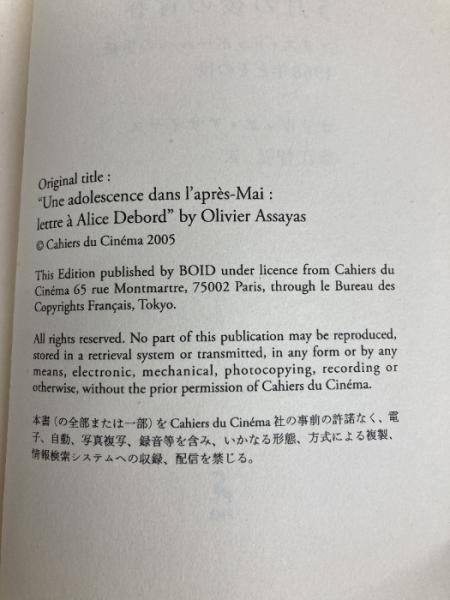 Original title :
“Une adolescence dans l'après-Mai :
lettre à Alice Debord” by Olivier Assayas
© Cahiers du Cinéma 2005
This Edition published by BOID under licence from Cahiers du
Cinéma 65 rue Montmartre, 75002 Paris, through le Bureau des
Copyrights Français, Tokyo.
All rights reserved. No part of this publication may be reproduced,
stored in a retrieval system or transmitted, in any form or by any
means, electronic, mechanical, photocopying, recording or
otherwise, without the prior permission of Cahiers du Cinéma.
本書（の全部または一部）を Cahiers du Cinéma 社の事前の許諾なく、電
子、自動、写真複写、録音等を含み、いかなる形態、方式による複製、
情報検索システムへの収録、配信を禁じる。